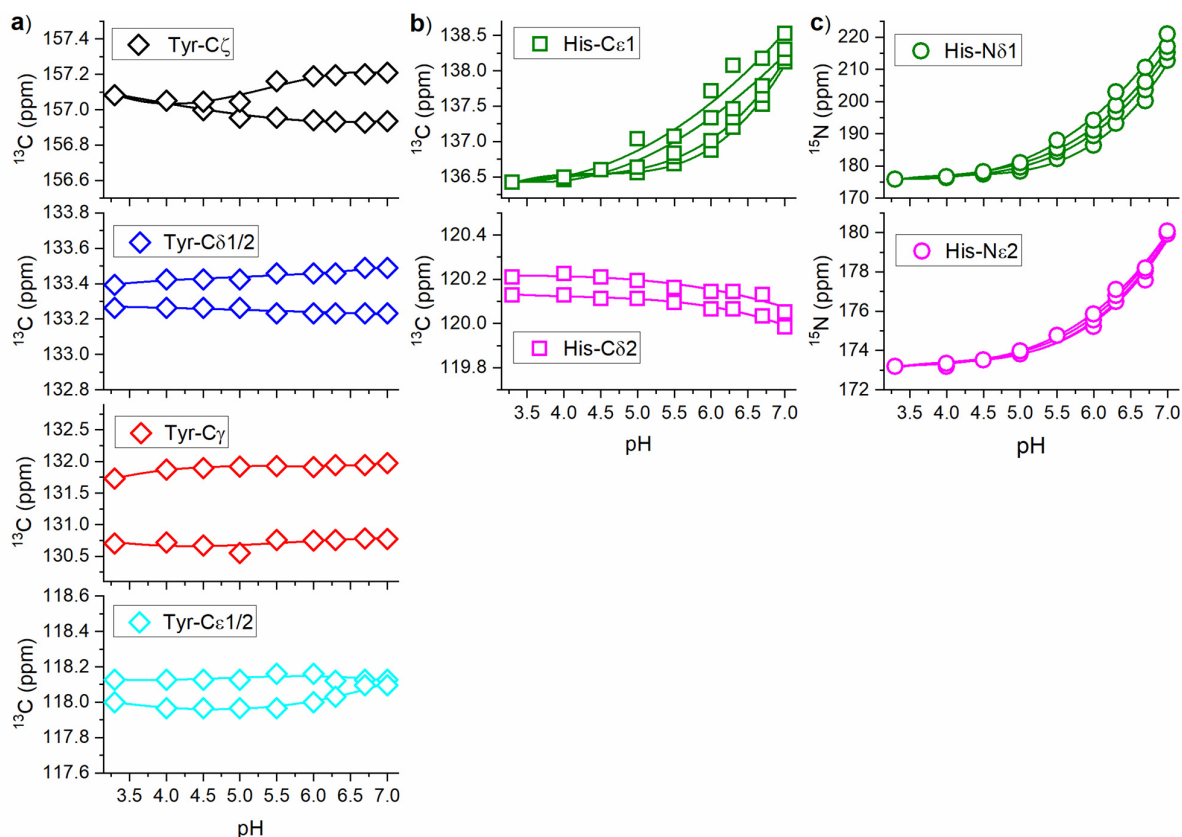 a)
Tyr-Cζ
¹³C (ppm)
157.4
157.2
157.0
156.8
156.6
Tyr-Cδ1/2
¹³C (ppm)
133.8
133.6
133.4
133.2
133.0
132.8
Tyr-Cγ
¹³C (ppm)
132.5
132.0
131.5
131.0
130.5
Tyr-Cε1/2
¹³C (ppm)
118.6
118.4
118.2
118.0
117.8
117.6
3.5 4.0 4.5 5.0 5.5 6.0 6.5 7.0
pH
b)
His-Cε1
¹³C (ppm)
138.5
138.0
137.5
137.0
136.5
His-Cδ2
¹³C (ppm)
120.4
120.2
120.0
119.8
3.5 4.0 4.5 5.0 5.5 6.0 6.5 7.0
pH
c)
His-Nδ1
¹⁵N (ppm)
220
210
200
190
180
170
His-Nε2
¹⁵N (ppm)
180
178
176
174
172
3.5 4.0 4.5 5.0 5.5 6.0 6.5 7.0
pH